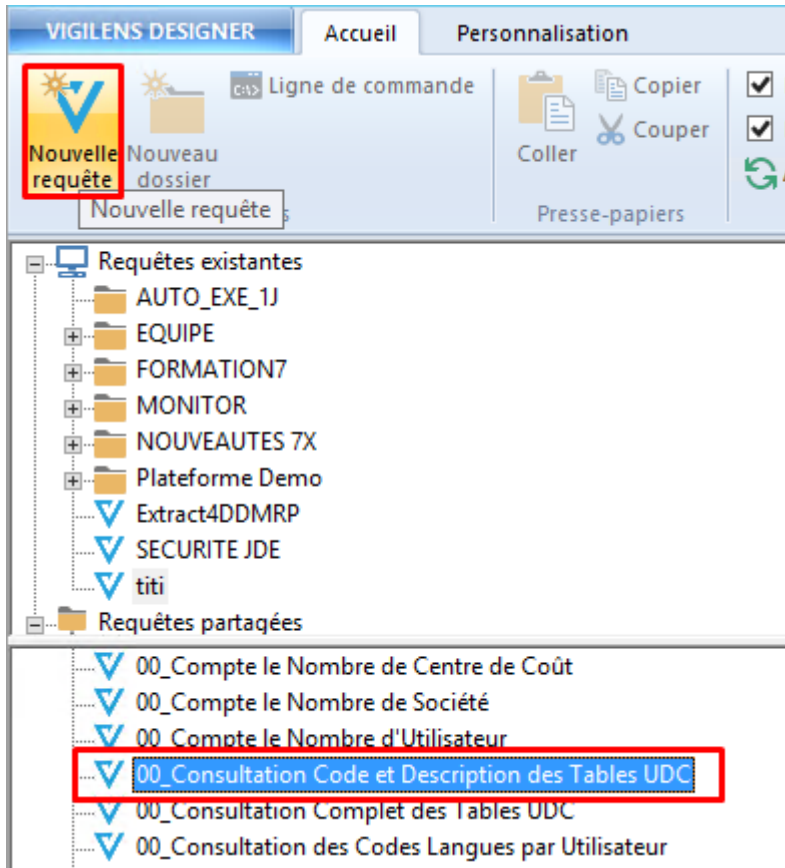 VIGILENS DESIGNER Accueil Personnalisation
Ligne de commande
Copier
Couper
Nouvelle requête
Nouveau dossier
Coller
Nouvelle requête
Presse-papiers
Requêtes existantes
AUTO_EXE_1J
EQUIPE
FORMATION7
MONITOR
NOUVEAUTES 7X
Plateforme Demo
Extract4DDMRP
SECURITE JDE
titi
Requêtes partagées
00_Compte le Nombre de Centre de Coût
00_Compte le Nombre de Société
00_Compte le Nombre d'Utilisateur
00_Consultation Code et Description des Tables UDC
00_Consultation Complet des Tables UDC
00_Consultation des Codes Langues par Utilisateur